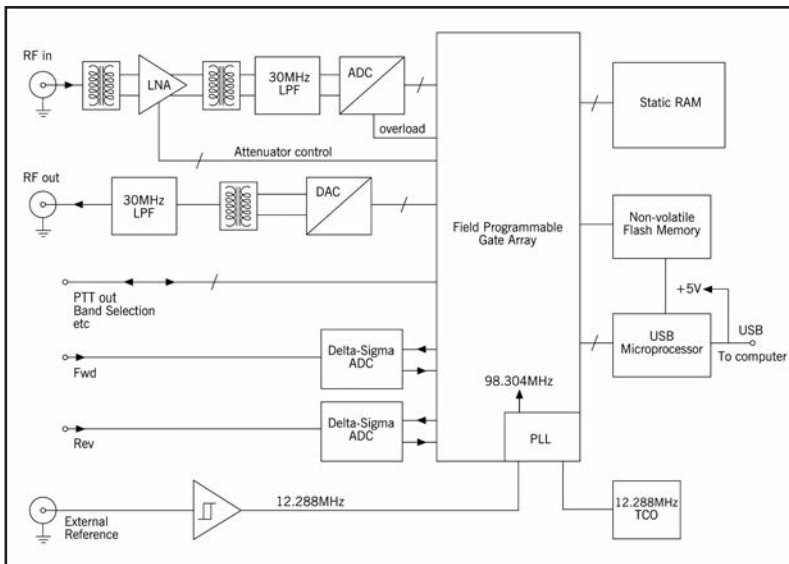 RF in
LNA
30MHz
LPF
ADC
overload
Attenuator control
Static RAM
RF out
30MHz
LPF
DAC
Field Programmable
Gate Array
Non-volatile
Flash Memory
PTT out
Band Selection
etc
+5V
USB
Microprocessor
USB
To computer
Fwd
Delta-Sigma
ADC
98.304MHz
Rev
Delta-Sigma
ADC
PLL
External
Reference
12.288MHz
12.288MHz
TCO